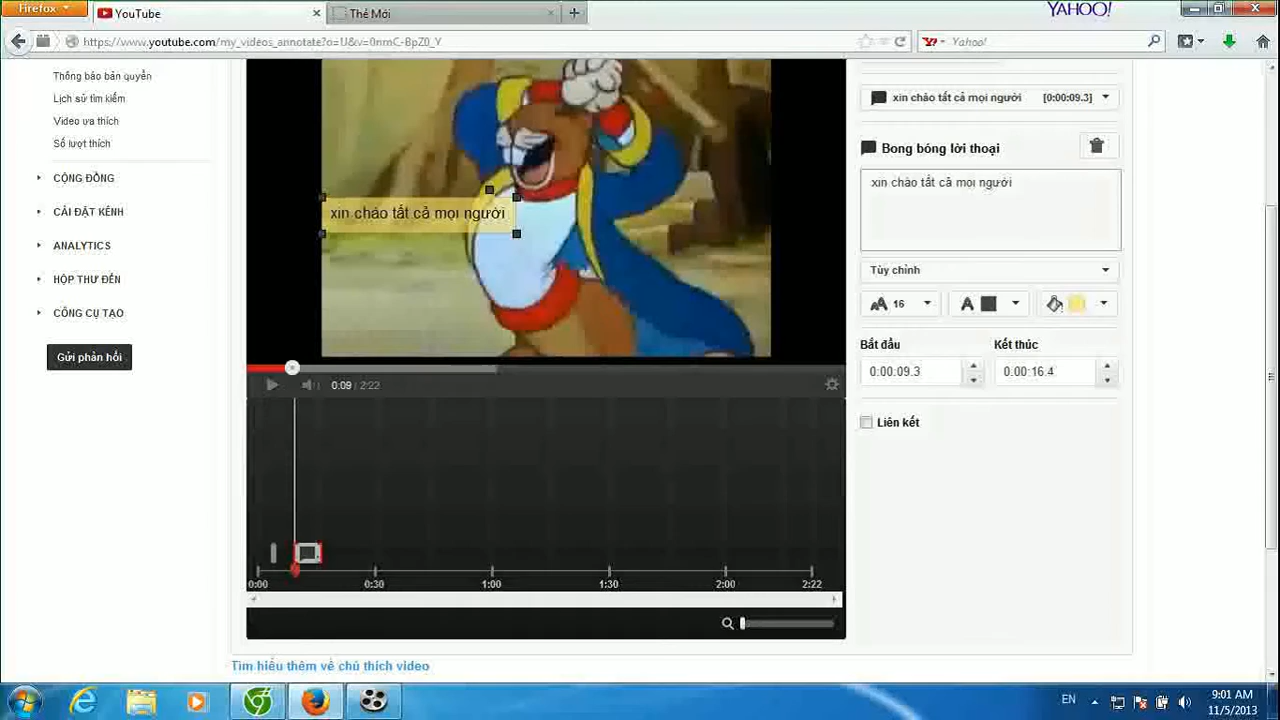 Firefox
YouTube
Thẻ Mới
YAHOO!
https://www.youtube.com/my_videos_annotate?o=U&v=0nmC-BpZ0_Y
Yahoo!
Thông báo bản quyền
Lịch sử tìm kiếm
Video ưa thích
Số lượt thích
CỘNG ĐỒNG
CÀI ĐẶT KÊNH
ANALYTICS
HỘP THƯ ĐẾN
CÔNG CỤ TẠO
Gửi phản hồi
xin cháo tất cả mọi người
0:09 / 2:22
0:00
0:30
1:00
1:30
2:00
2:22
xin cháo tất cả mọi người [0:00:09.3]
Bong bóng lời thoại
xin cháo tất cả mọi người
Tùy chỉnh
AA 16
A
Bắt đầu
Kết thúc
0:00:09.3
0:00:16.4
Liên kết
Tìm hiểu thêm về chú thích video
EN
9:01 AM
11/5/2013